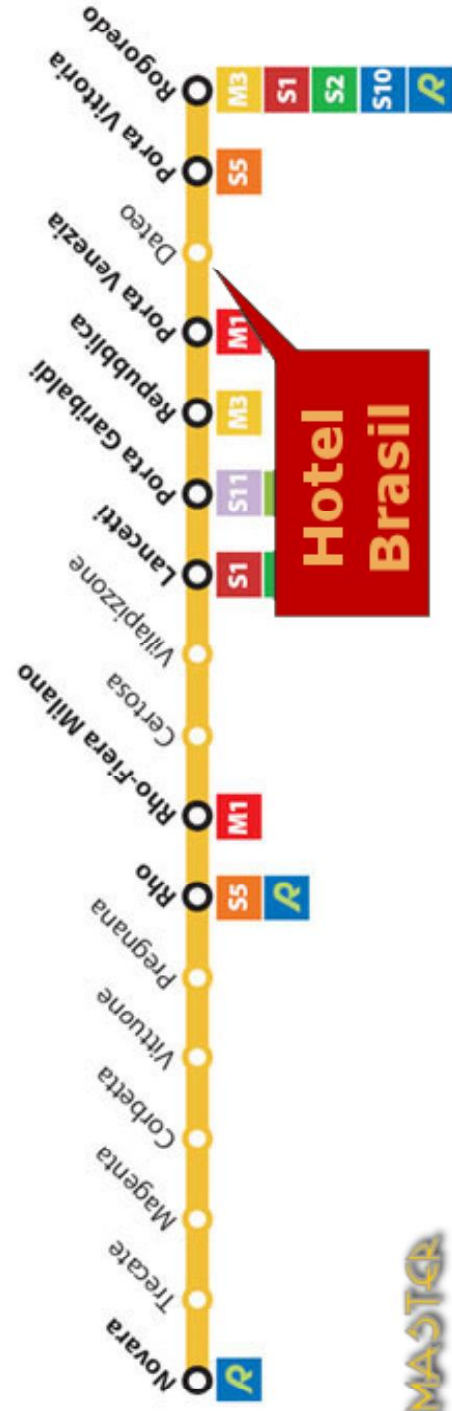 Novara
R
Trecate
Magenta
Corbetta
Vittuone
Pregnana
Rho
S5
R
Rho-Fiera Milano
M1
Certosa
Villapizzone
Lancetti
S1
Porta Garibaldi
S11
Repubblica
M3
Porta Venezia
M1
Dateo
Porta Vittoria
S5
Rogoredo
M3
S1
S2
S10
R
Hotel
Brasil
MASTER